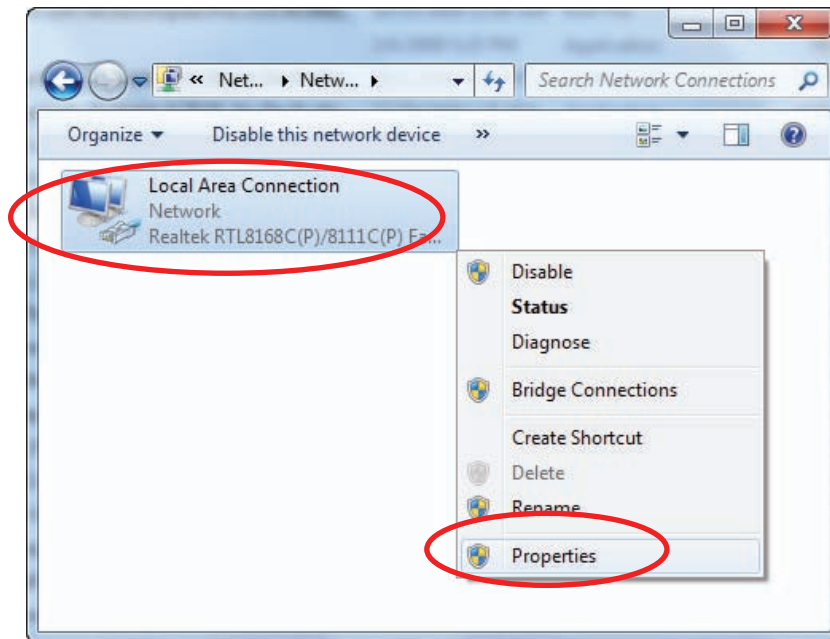 « Net... Netw...
Search Network Connections
Organize Disable this network device »
Local Area Connection
Network
Realtek RTL8168C(P)/8111C(P) Fa...
Disable
Status
Diagnose
Bridge Connections
Create Shortcut
Delete
Rename
Properties